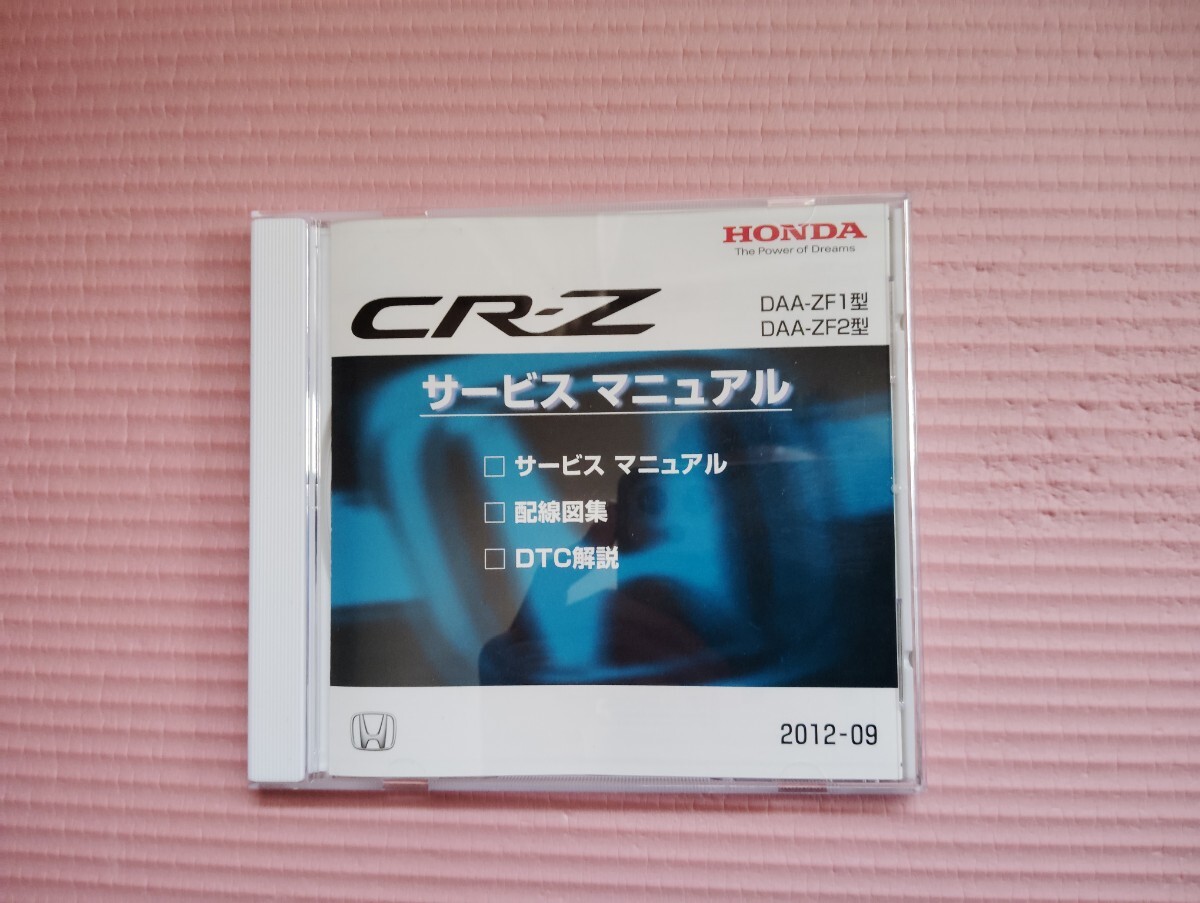 HONDA
The Power of Dreams
CR-Z
DAA-ZF1型
DAA-ZF2型
サービス マニュアル
□ サービス マニュアル
□ 配線図集
□ DTC解説
2012-09